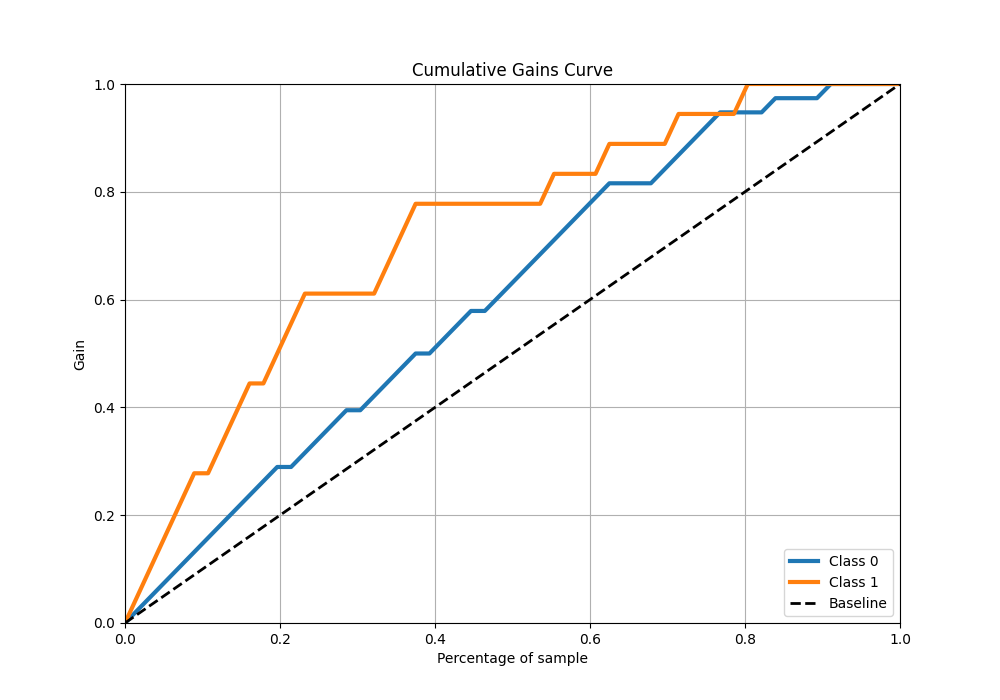 Cumulative Gains Curve
1.0
0.8
0.6
0.4
0.2
0.0
Gain
0.0 0.2 0.4 0.6 0.8 1.0
Percentage of sample
Class 0
Class 1
Baseline